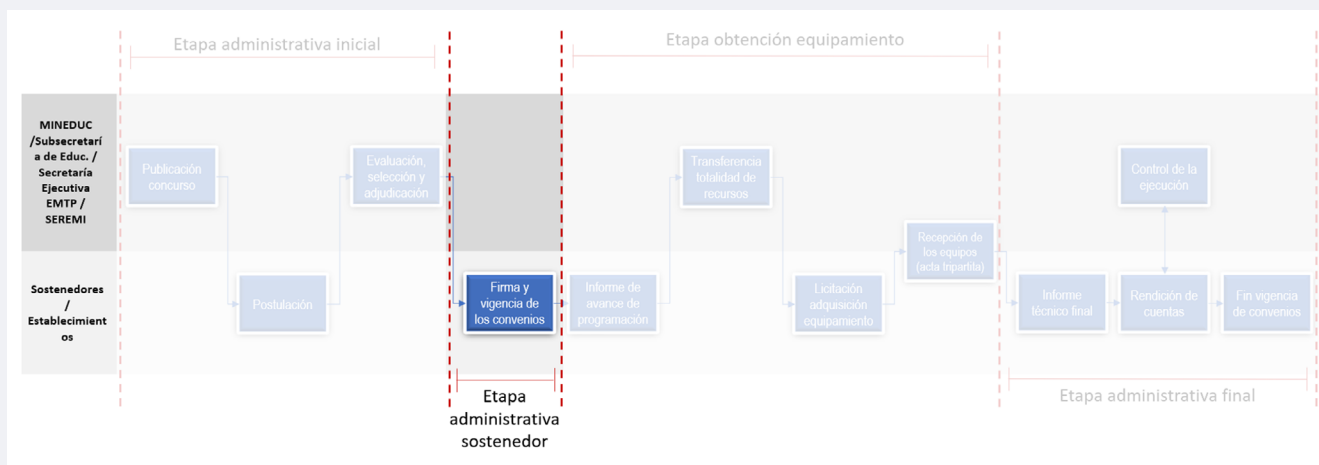 Etapa administrativa inicial
Etapa obtención equipamiento
MINEDUC
/Subsecretarí
a de Educ. /
Secretaría
Ejecutiva
EMTP /
SEREMI
Publicación
concurso
Evaluación,
selección y
adjudicación
Transferencia
totalidad de
recursos
Control de la
ejecución
Recepción de
los equipos
(acta tripartita)
Sostenedores
/
Establecimient
os
Postulación
Firma y
vigencia de
los convenios
Informe de
avance de
programación
Licitación
adquisición
equipamiento
Informe
técnico final
Rendición de
cuentas
Fin vigencia
de convenios
Etapa
administrativa
sostenedor
Etapa administrativa final